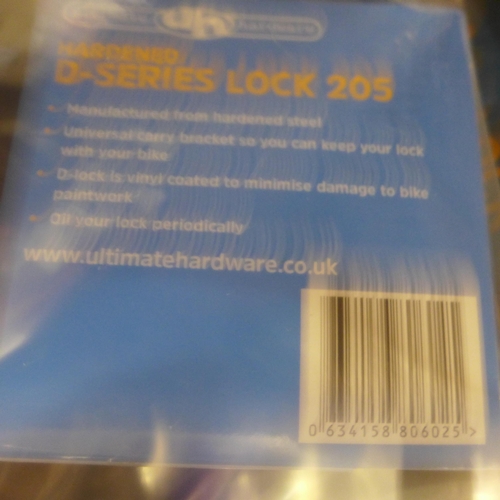 uh hardware
HARDENED
D-SERIES LOCK 205
Manufactured from hardened steel
Universal carry bracket so you can keep your lock
with your bike
D-lock is vinyl coated to minimise damage to bike
paintwork
Oil your lock periodically
www.ultimatehardware.co.uk
0 634158 806025 >